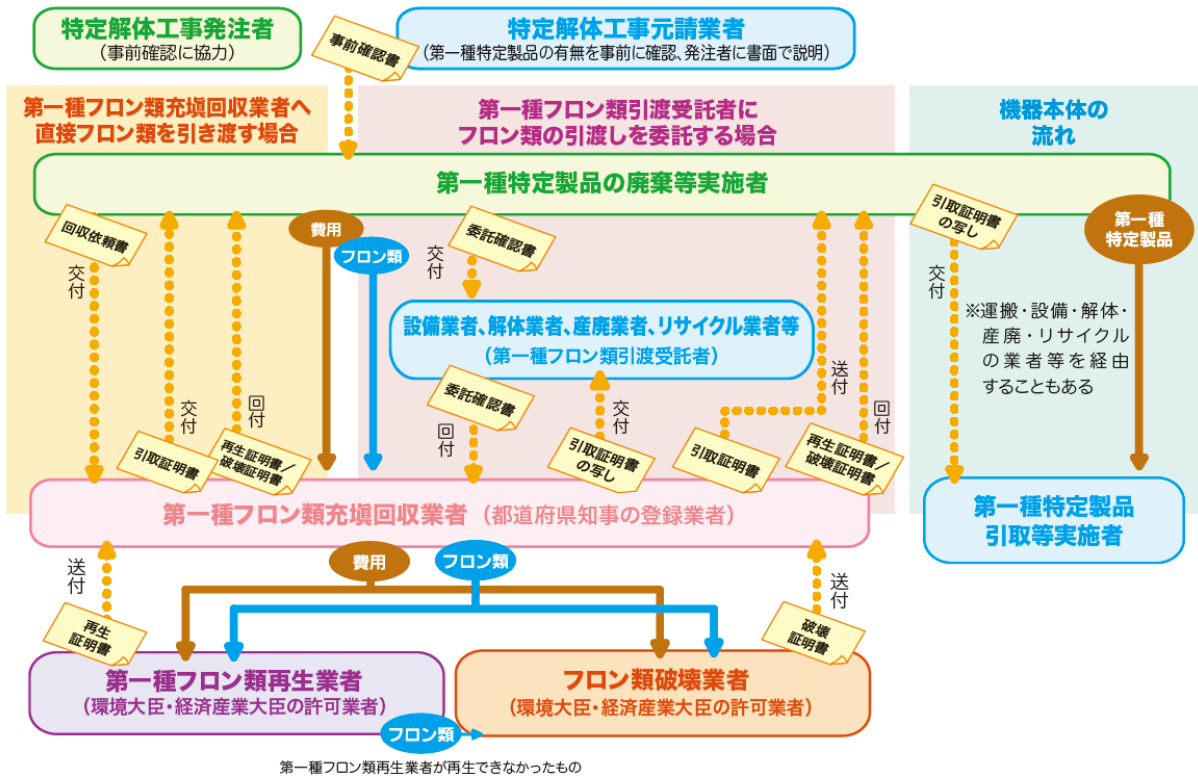 特定解体工事発注者
（事前確認に協力）
事前確認書
特定解体工事元請業者
（第一種特定製品の有無を事前に確認、発注者に書面で説明）
第一種フロン類充塡回収業者へ
直接フロン類を引き渡す場合
第一種フロン類引渡受託者に
フロン類の引渡しを委託する場合
機器本体の
流れ
第一種特定製品の廃棄等実施者
回収依頼書
交付
引取証明書
交付
再生証明書／
破壊証明書
回付
費用
フロン類
委託確認書
交付
設備業者、解体業者、産廃業者、リサイクル業者等
（第一種フロン類引渡受託者）
委託確認書
回付
引取証明書
の写し
交付
引取証明書
送付
再生証明書／
破壊証明書
回付
引取証明書
の写し
交付
第一種
特定製品
※運搬・設備・解体・
産廃・リサイクル
の業者等を経由
することもある
第一種フロン類充塡回収業者（都道府県知事の登録業者）
第一種特定製品
引取等実施者
費用
フロン類
送付
再生
証明書
送付
破壊
証明書
第一種フロン類再生業者
（環境大臣・経済産業大臣の許可業者）
フロン類破壊業者
（環境大臣・経済産業大臣の許可業者）
フロン類
第一種フロン類再生業者が再生できなかったもの